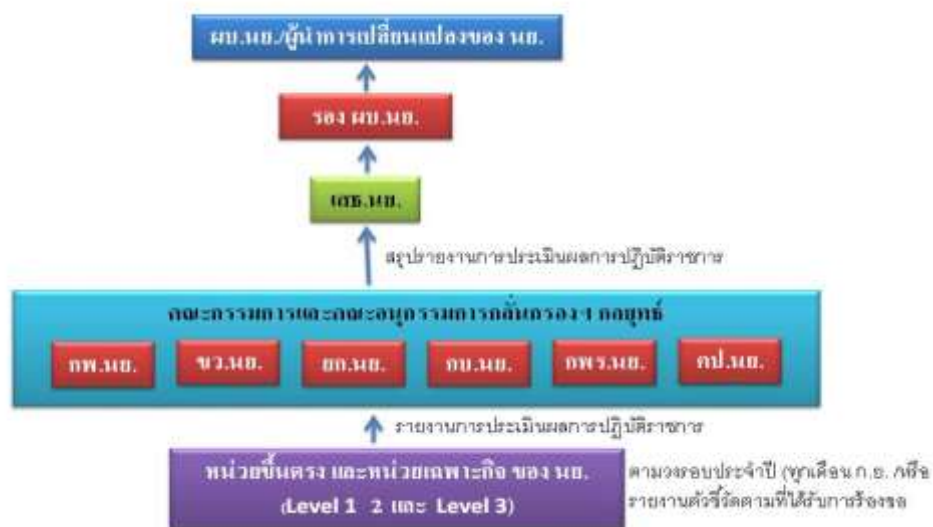 ผบ.นย./ผู้นำการเปลี่ยนแปลงของ นย.
รอง ผบ.นย.
เสธ.นย.
สรุปรายงานการประเมินผลการปฏิบัติราชการ
คณะกรรมการและคณะอนุกรรมการกลั่นกรองฯ กลยุทธ์
กพ.นย. ขว.นย. ยก.นย. กบ.นย. กพร.นย. คป.นย.
รายงานการประเมินผลการปฏิบัติราชการ
หน่วยขึ้นตรง และหน่วยเฉพาะกิจ ของ นย.
(Level 1 2 และ Level 3)
ตามวงรอบประจำปี (ทุกเดือน ก.ย. /หรือ
รายงานตัวชี้วัดตามที่ได้รับการร้องขอ